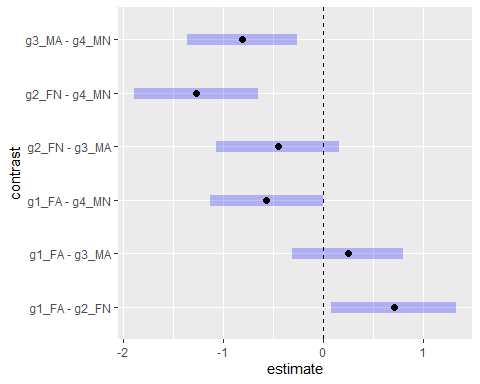 g3_MA - g4_MN
g2_FN - g4_MN
g2_FN - g3_MA
g1_FA - g4_MN
g1_FA - g3_MA
g1_FA - g2_FN
contrast
-2 -1 0 1
estimate